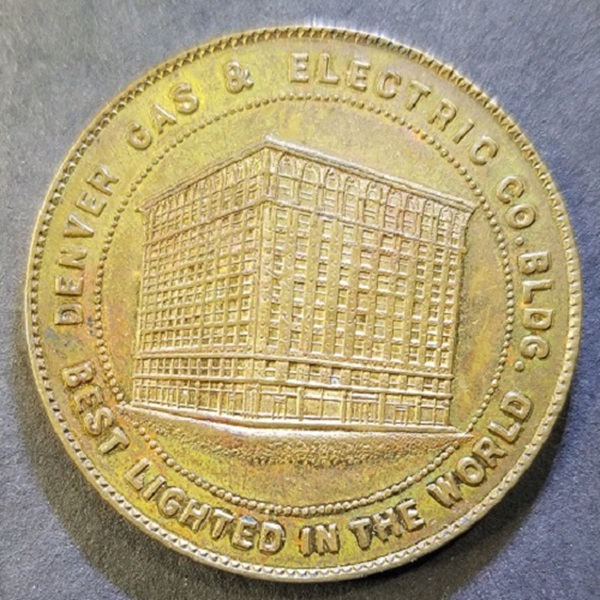 DENVER GAS & ELECTRIC CO. BLDG.
BEST LIGHTED IN THE WORLD